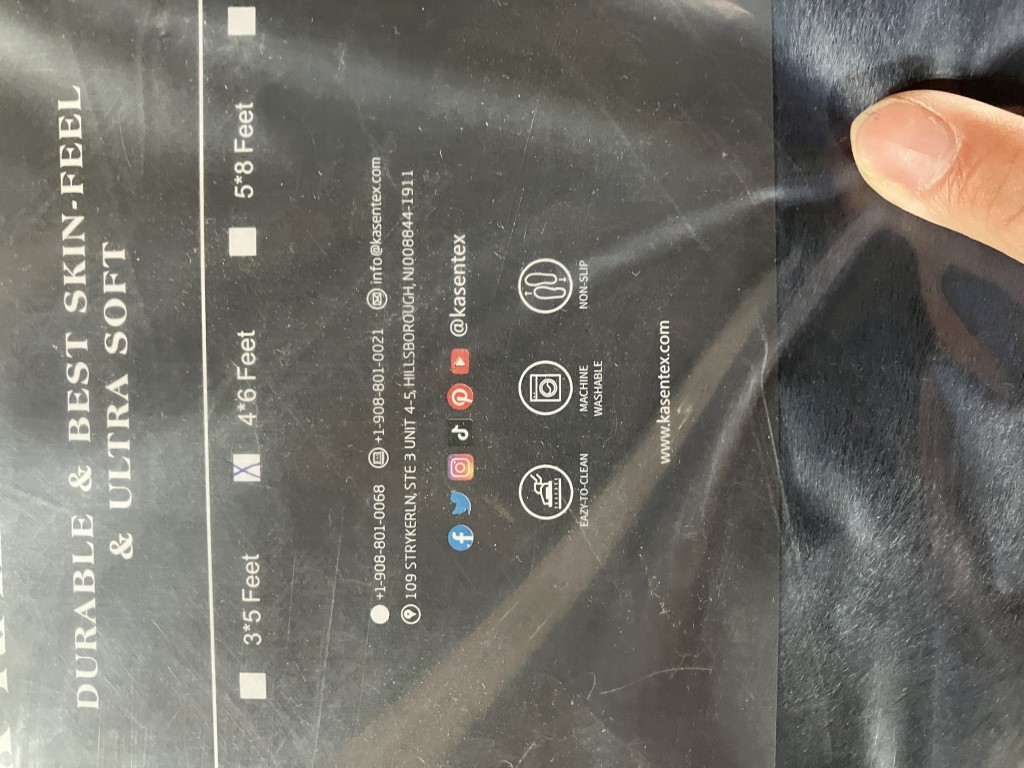 DURABLE & BEST SKIN-FEEL
& ULTRA SOFT
3*5 Feet 4*6 Feet 5*8 Feet
+1-908-801-0068 +1-908-801-0021 info@kasentex.com
109 STRYKERLN, STE 3 UNIT 4-5, HILLSBOROUGH, NJ008844-1911
@kasentex
EAZY-TO-CLEAN MACHINE NON-SLIP
WASHABLE
www.kasentex.com